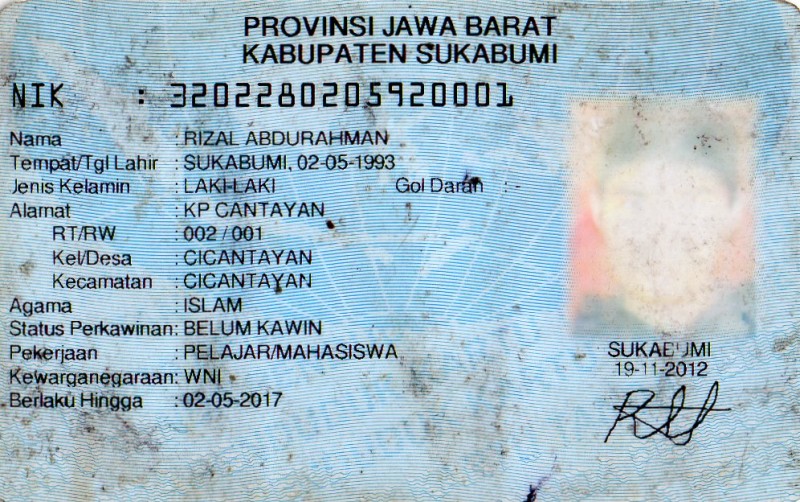 PROVINSI JAWA BARAT
KABUPATEN SUKABUMI
NIK : 3202280205920001
Nama : RIZAL ABDURAHMAN
Tempat/Tgl Lahir : SUKABUMI, 02-05-1993
Jenis Kelamin : LAKI-LAKI Gol Darah : -
Alamat : KP CANTAYAN
RT/RW : 002 / 001
Kel/Desa : CICANTAYAN
Kecamatan : CICANTAYAN
Agama : ISLAM
Status Perkawinan: BELUM KAWIN
Pekerjaan : PELAJAR/MAHASISWA
Kewarganegaraan: WNI
Berlaku Hingga : 02-05-2017
SUKABUMI
19-11-2012